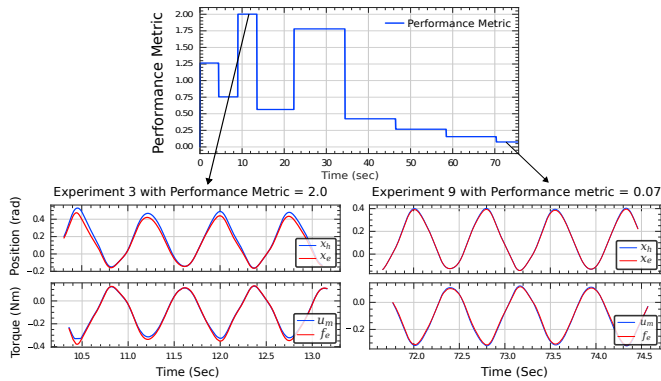 2.00
1.75
1.50
1.25
1.00
0.75
0.50
0.25
0.00
Performance Metric
Performance Metric
0 10 20 30 40 50 60 70
Time (sec)
Experiment 3 with Performance Metric = 2.0
Position (rad)
0.4
0.2
0.0
−0.2
x_h
x_e
Torque (Nm)
0.0
−0.2
−0.4
u_m
f_e
10.5 11.0 11.5 12.0 12.5 13.0
Time (Sec)
Experiment 9 with Performance metric = 0.07
0.4
0.2
0.0
x_h
x_e
0.0
−0.2
u_m
f_e
72.0 72.5 73.0 73.5 74.0 74.5
Time (Sec)